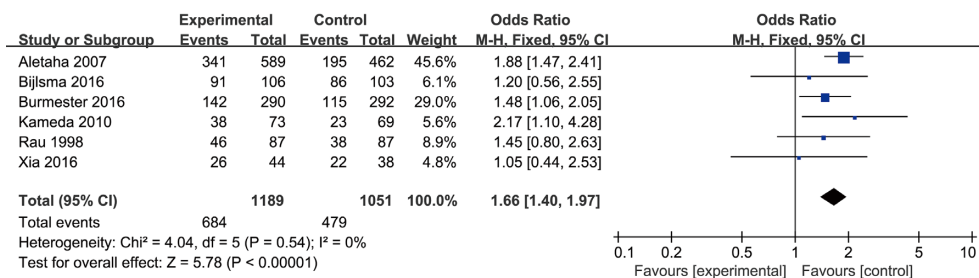 Experimental Control Odds Ratio Odds Ratio
Study or Subgroup Events Total Events Total Weight M-H, Fixed, 95% CI M-H, Fixed, 95% CI
Aletaha 2007 341 589 195 462 45.6% 1.88 [1.47, 2.41]
Bijlsma 2016 91 106 86 103 6.1% 1.20 [0.56, 2.55]
Burmester 2016 142 290 115 292 29.0% 1.48 [1.06, 2.05]
Kameda 2010 38 73 23 69 5.6% 2.17 [1.10, 4.28]
Rau 1998 46 87 38 87 8.9% 1.45 [0.80, 2.63]
Xia 2016 26 44 22 38 4.8% 1.05 [0.44, 2.53]
Total (95% CI) 1189 1051 100.0% 1.66 [1.40, 1.97]
Total events 684 479
Heterogeneity: Chi² = 4.04, df = 5 (P = 0.54); I² = 0%
Test for overall effect: Z = 5.78 (P < 0.00001)
0.1 0.2 0.5 1 2 5 10
Favours [experimental] Favours [control]